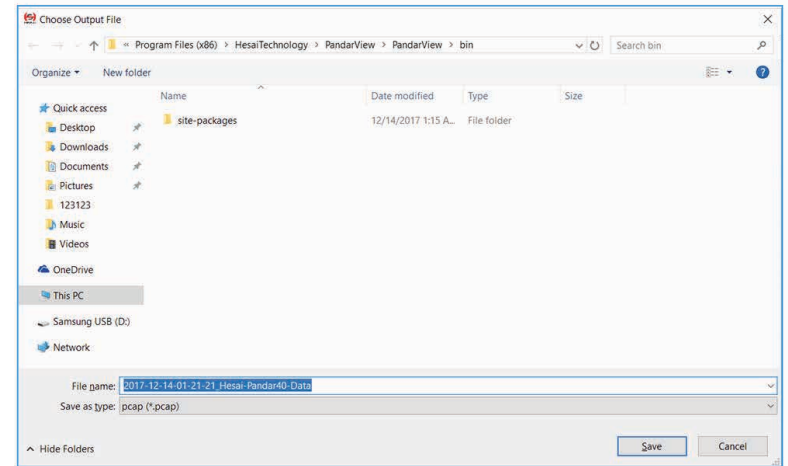 Choose Output File
« Program Files (x86) › HesaiTechnology › PandarView › PandarView › bin
Search bin
Organize
New folder
Name Date modified Type Size
Quick access
Desktop
Downloads
Documents
Pictures
123123
Music
Videos
OneDrive
This PC
Samsung USB (D:)
Network
site-packages 12/14/2017 1:15 A... File folder
File name: 2017-12-14-01-21-21_Hesai-Pandar40-Data
Save as type: pcap (*.pcap)
Hide Folders
Save
Cancel